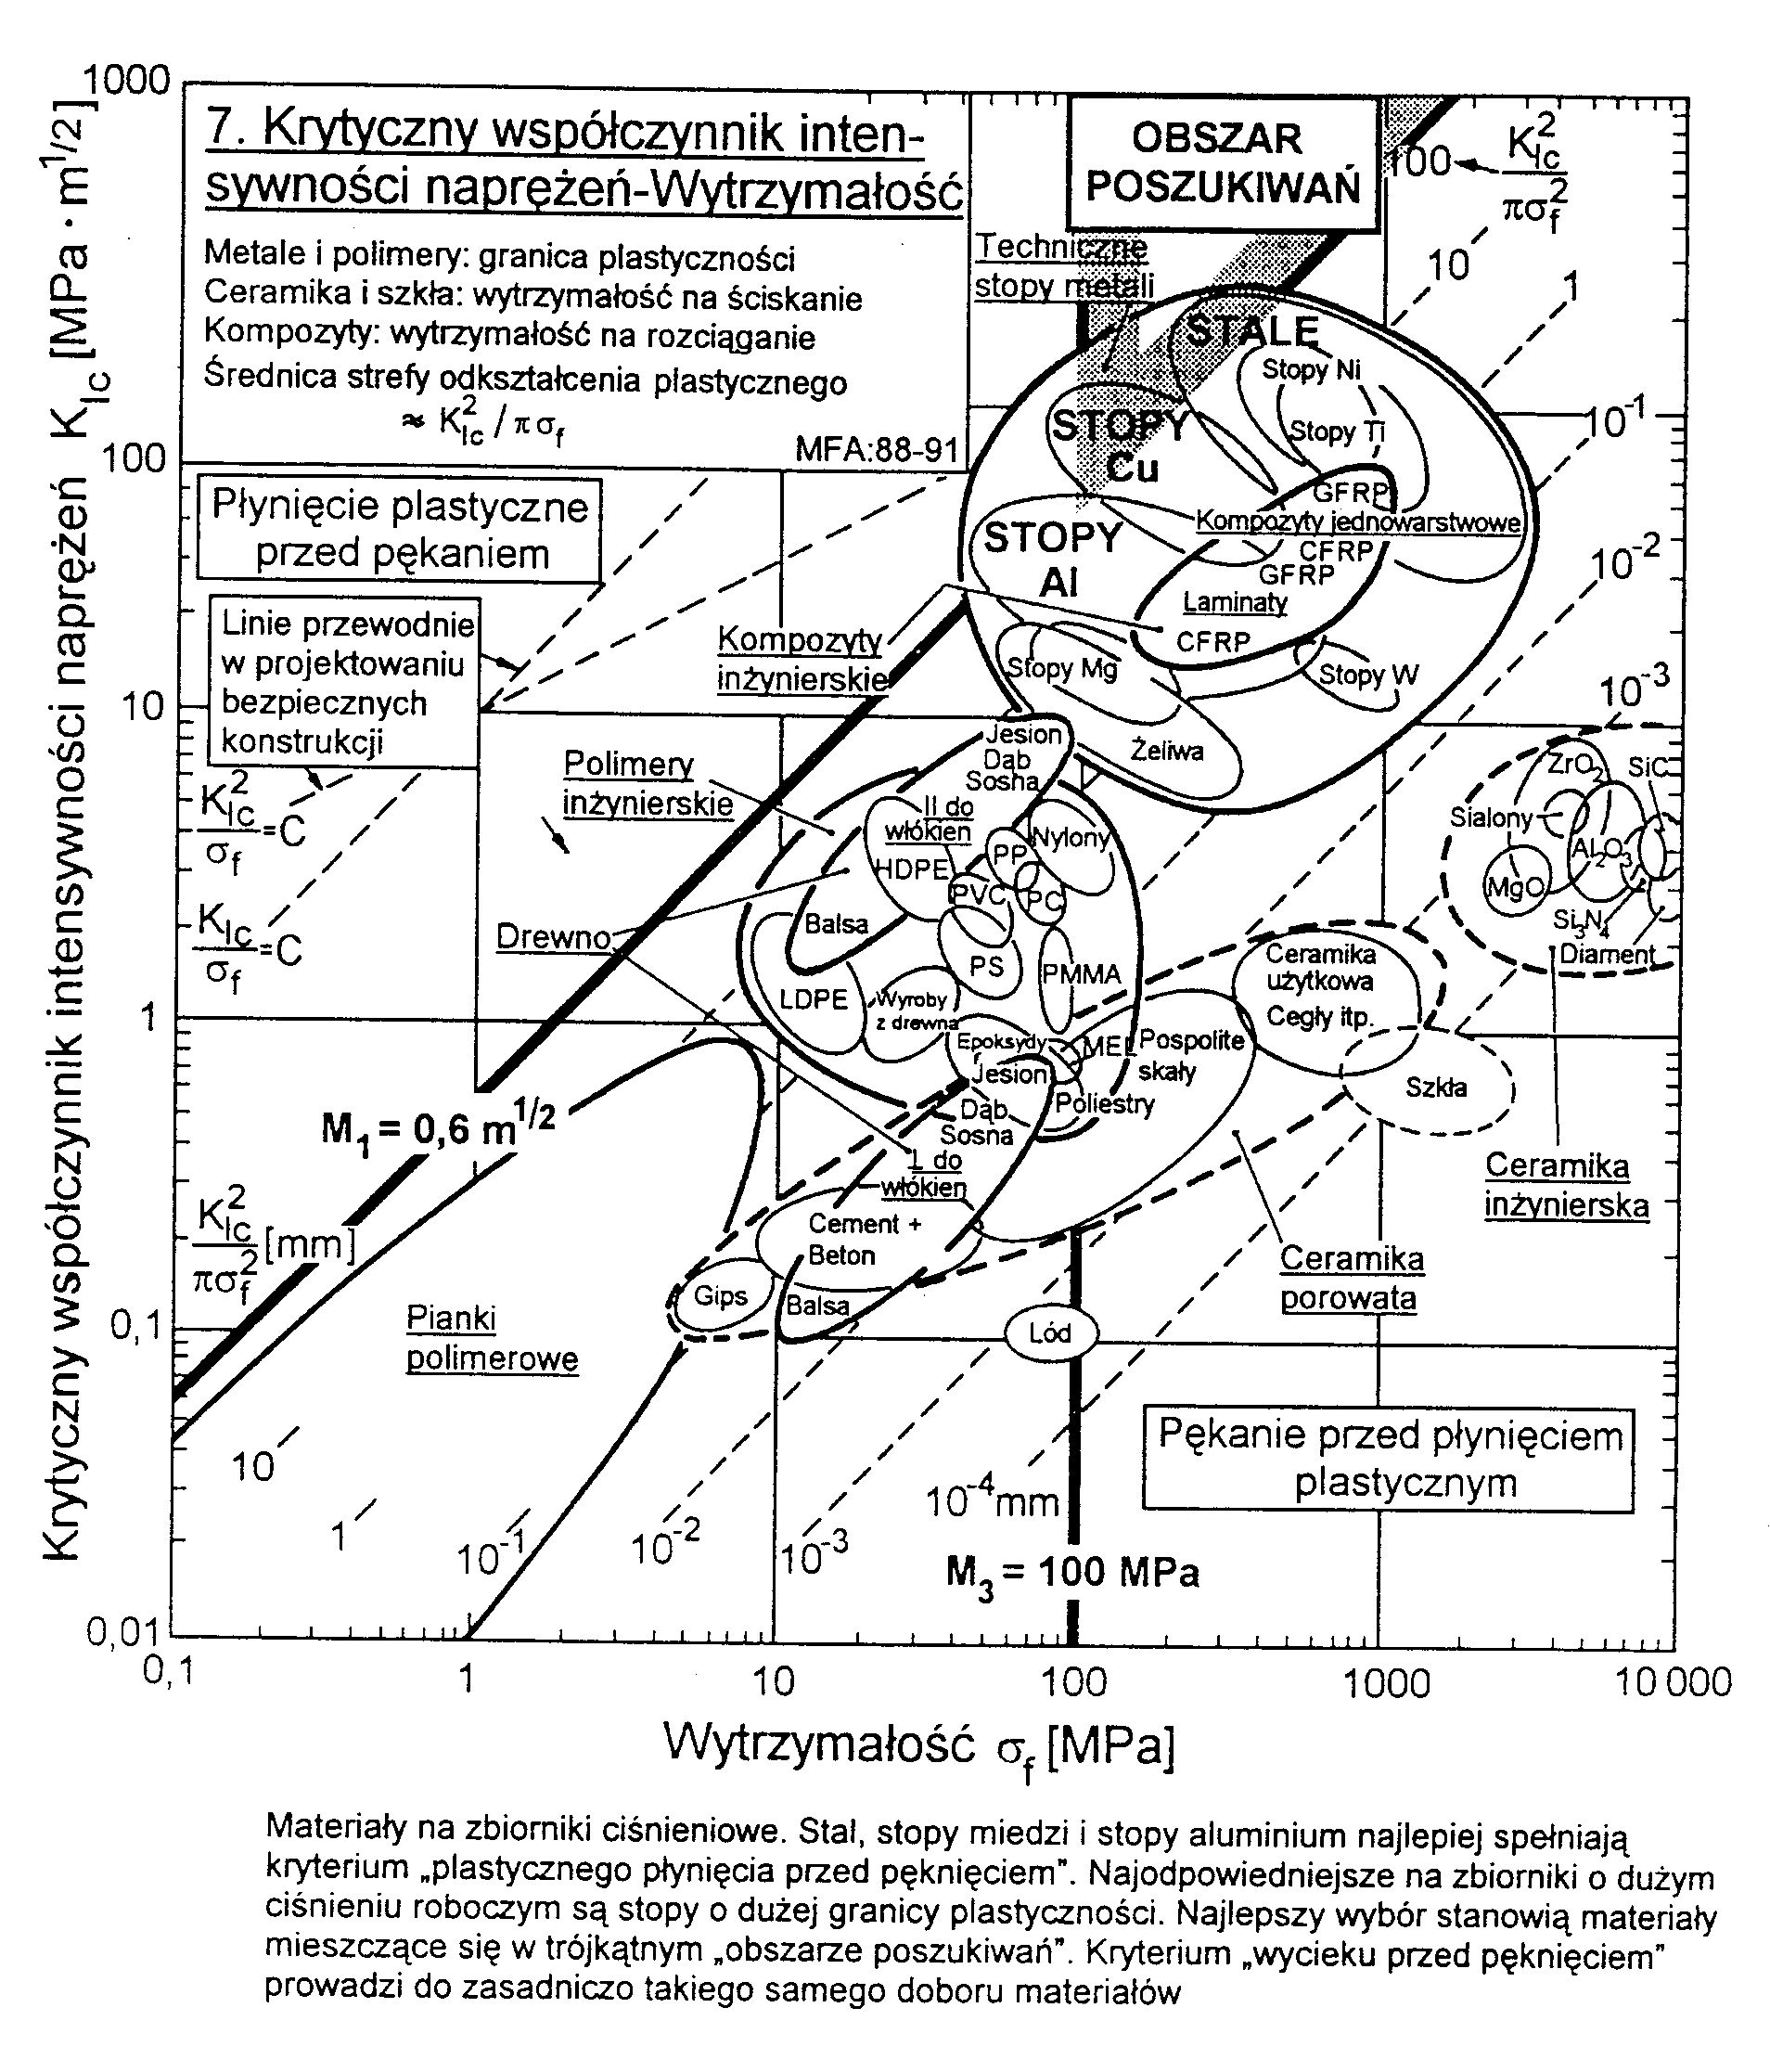 1000
7. Krytyczny współczynnik inten-
sywności naprężeń-Wytrzymałość
Metale i polimery: granica plastyczności
Ceramika i szkła: wytrzymałość na ściskanie
Kompozyty: wytrzymałość na rozciąganie
Średnica strefy odkształcenia plastycznego
≈ K²Ic / π σf
MFA:88-91
OBSZAR
POSZUKIWAŃ
100
K²Ic
πσ²f
10
1
10⁻¹
10⁻²
10⁻³
Techniczne
stopy metali
STALE
Stopy Ni
Stopy Ti
STOPY
Cu
GFRP
Kompozyty jednowarstwowe
CFRP
GFRP
Laminaty
CFRP
STOPY
Al
Stopy Mg
Stopy W
Żeliwa
100
Płynięcie plastyczne
przed pękaniem
Linie przewodnie
w projektowaniu
bezpiecznych
konstrukcji
Kompozyty
inżynierskie
10
K²Ic
σf
=C
KIc
σf
=C
Polimery
inżynierskie
Jesion
Dąb
Sosna
II do
włókien
HDPE
PP
Nylony
PVC
PC
Balsa
Drewno
PS
PMMA
LDPE
Wyroby
z drewna
Epoksydy
MEL
Pospolite
skały
Jesion
Poliestry
Dąb
Sosna
⊥ do
włókien
Cement +
Beton
Gips
Balsa
Lód
ZrO₂
SiC
Sialony
Al₂O₃
MgO
Si₃N₄
Diament
Ceramika
użytkowa
Cegły itp.
Szkła
Ceramika
inżynierska
Ceramika
porowata
1
M₁ = 0,6 m¹/²
K²Ic
πσ²f
[mm]
0,1
Pianki
polimerowe
10
1
10⁻¹
10⁻²
10⁻³
10⁻⁴mm
M₃ = 100 MPa
Pękanie przed płynięciem
plastycznym
0,01
0,1
1
10
100
1000
10 000
Krytyczny współczynnik intensywności naprężeń KIc [MPa · m¹/²]
Wytrzymałość σf [MPa]
Materiały na zbiorniki ciśnieniowe. Stal, stopy miedzi i stopy aluminium najlepiej spełniają
kryterium „plastycznego płynięcia przed pęknięciem”. Najodpowiedniejsze na zbiorniki o dużym
ciśnieniu roboczym są stopy o dużej granicy plastyczności. Najlepszy wybór stanowią materiały
mieszczące się w trójkątnym „obszarze poszukiwań”. Kryterium „wycieku przed pęknięciem”
prowadzi do zasadniczo takiego samego doboru materiałów